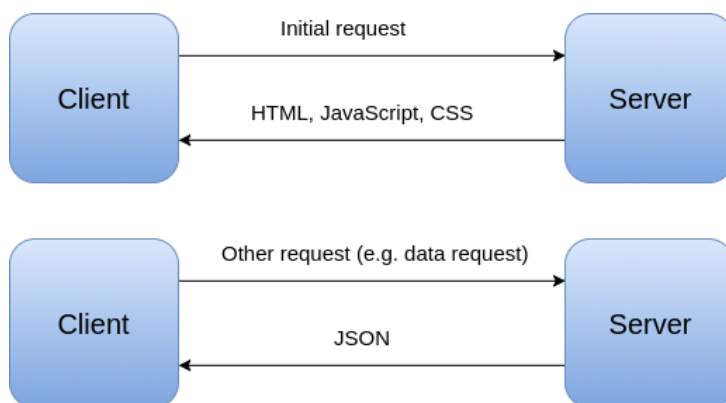 Initial request
Client
Server
HTML, JavaScript, CSS
Other request (e.g. data request)
Client
Server
JSON